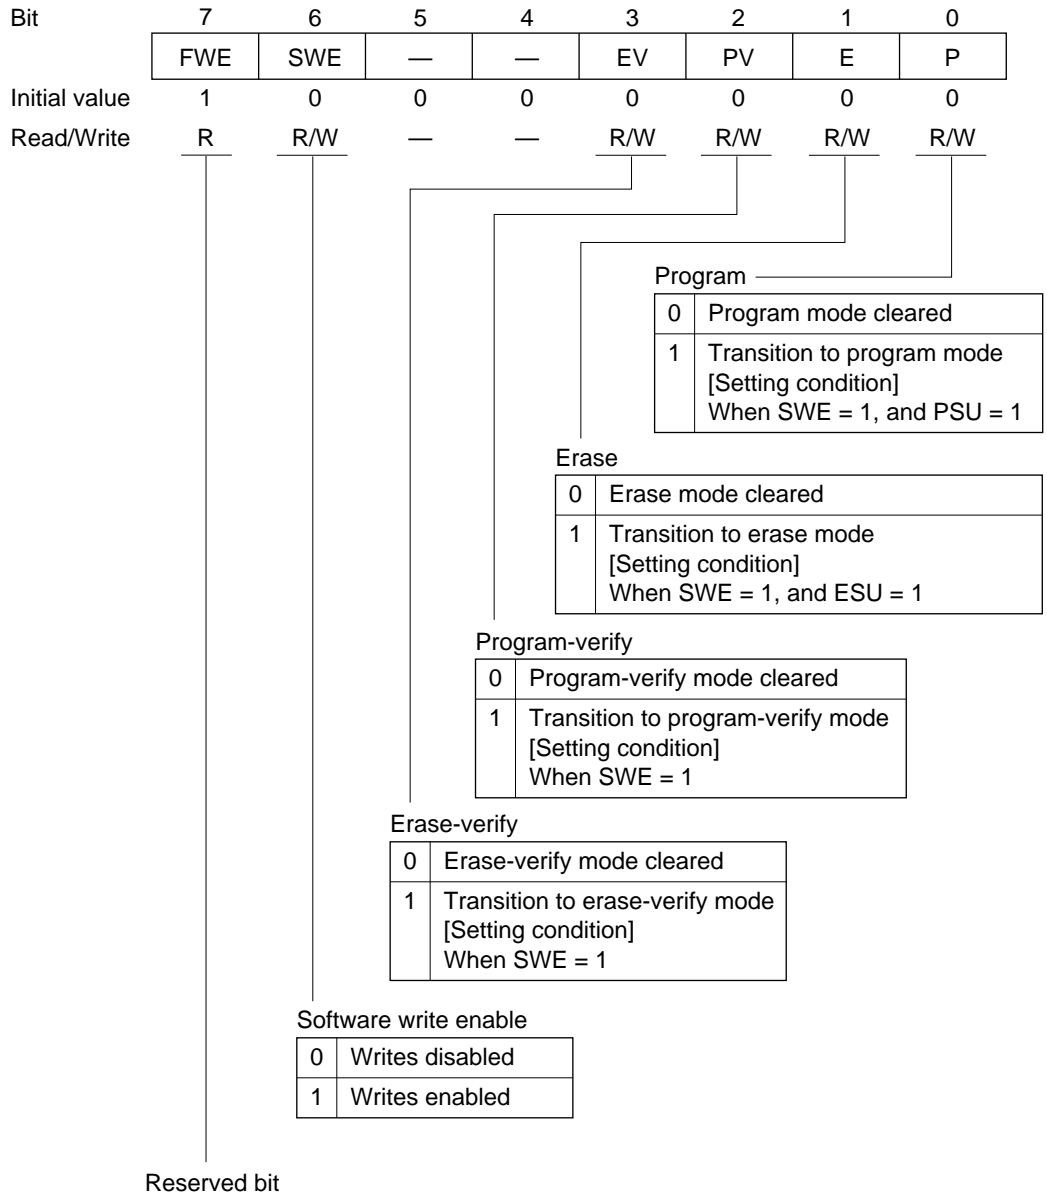 Bit 7 6 5 4 3 2 1 0
FWE SWE — — EV PV E P
Initial value 1 0 0 0 0 0 0 0
Read/Write R R/W — — R/W R/W R/W R/W
Program
0 Program mode cleared
1 Transition to program mode
[Setting condition]
When SWE = 1, and PSU = 1
Erase
0 Erase mode cleared
1 Transition to erase mode
[Setting condition]
When SWE = 1, and ESU = 1
Program-verify
0 Program-verify mode cleared
1 Transition to program-verify mode
[Setting condition]
When SWE = 1
Erase-verify
0 Erase-verify mode cleared
1 Transition to erase-verify mode
[Setting condition]
When SWE = 1
Software write enable
0 Writes disabled
1 Writes enabled
Reserved bit